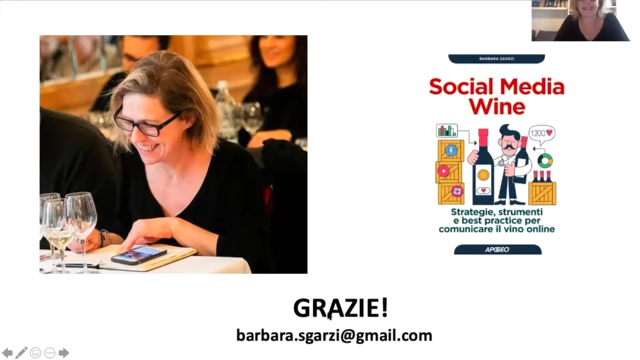 BARBARA SGARZI
Social Media
Wine
1200
Strategie, strumenti
e best practice per
comunicare il vino online
APOGEO
GRAZIE!
barbara.sgarzi@gmail.com